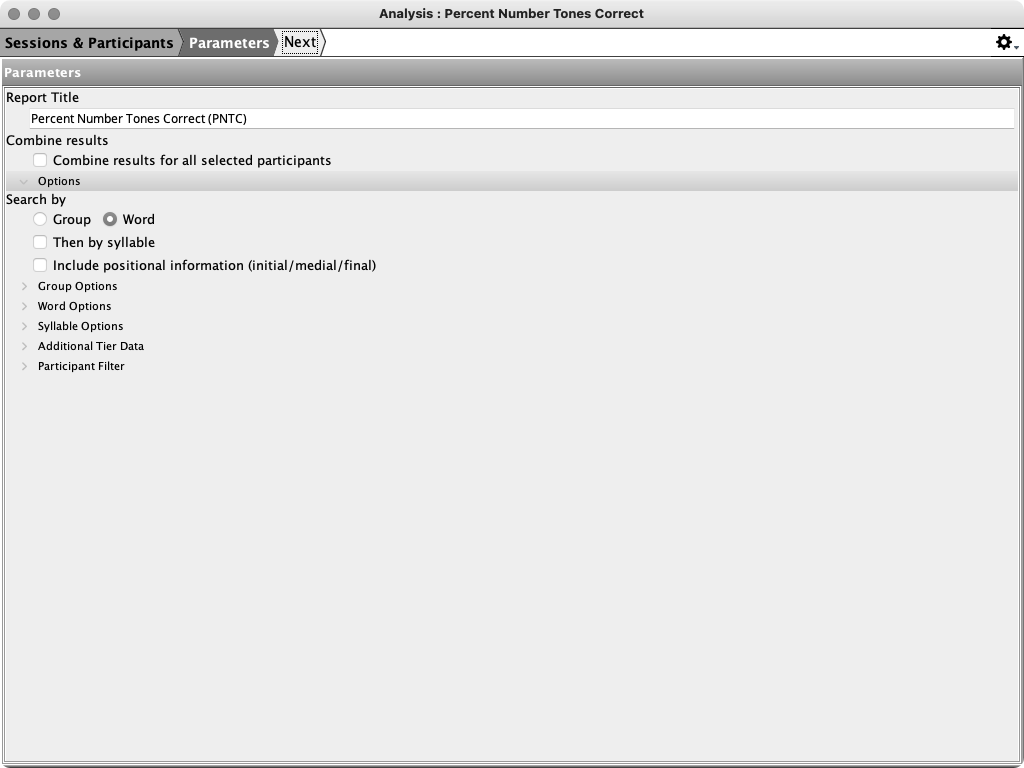 Analysis : Percent Number Tones Correct
Sessions & Participants Parameters Next
Parameters
Report Title
Percent Number Tones Correct (PNTC)
Combine results
Combine results for all selected participants
Options
Search by
Group Word
Then by syllable
Include positional information (initial/medial/final)
Group Options
Word Options
Syllable Options
Additional Tier Data
Participant Filter